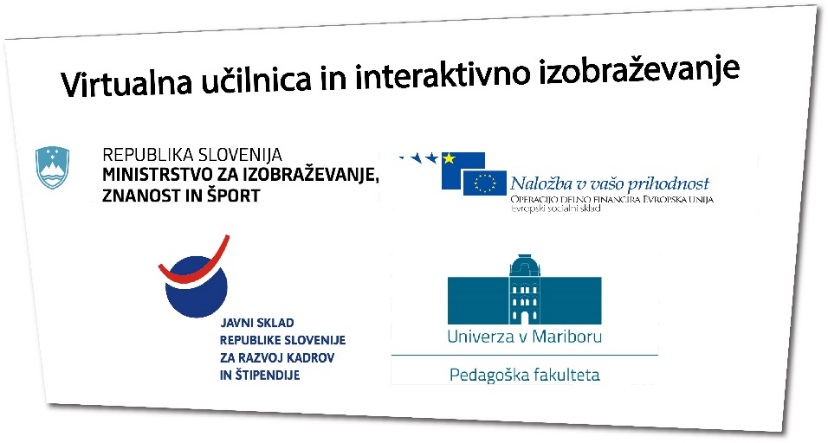 Virtualna učilnica in interaktivno izobraževanje
REPUBLIKA SLOVENIJA
MINISTRSTVO ZA IZOBRAŽEVANJE,
ZNANOST IN ŠPORT
Naložba v vašo prihodnost
OPERACIJO DELNO FINANCIRA EVROPSKA UNIJA
Evropski socialni sklad
JAVNI SKLAD
REPUBLIKE SLOVENIJE
ZA RAZVOJ KADROV
IN ŠTIPENDIJE
Univerza v Mariboru
Pedagoška fakulteta